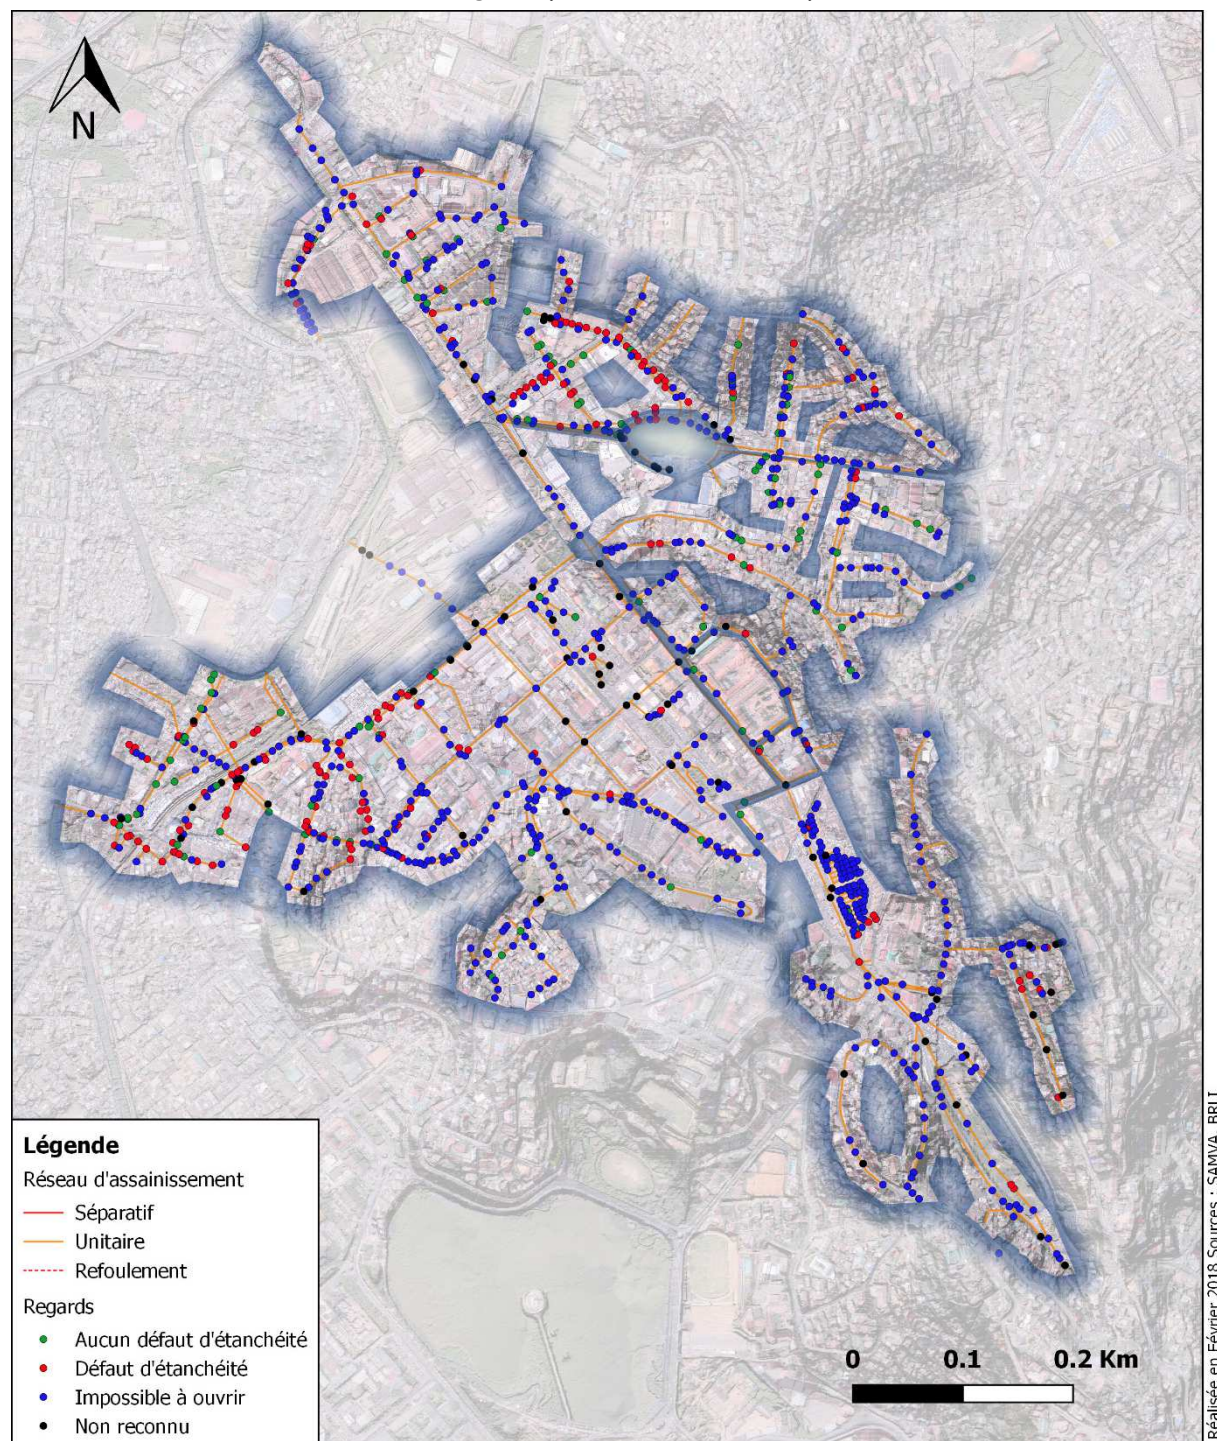 N
Légende
Réseau d'assainissement
Séparatif
Unitaire
Refoulement
Regards
Aucun défaut d'étanchéité
Défaut d'étanchéité
Impossible à ouvrir
Non reconnu
0 0.1 0.2 Km
Réalisée en Février 2018 Sources : SAMVA, BRLI